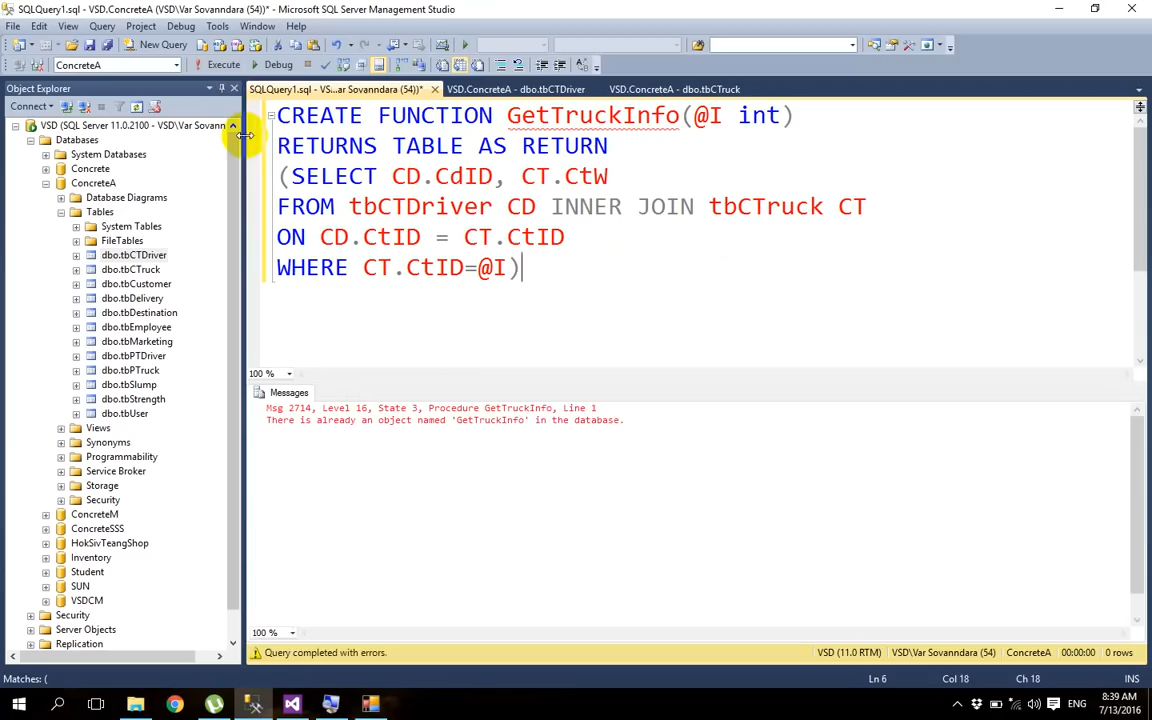 SQLQuery1.sql - VSD.ConcreteA (VSD\Var Sovanndara (54))* - Microsoft SQL Server Management Studio
File Edit View Query Project Debug Tools Window Help
New Query
ConcreteA
! Execute
Debug
Object Explorer
SQLQuery1.sql - VS...ar Sovanndara (54))*
VSD.ConcreteA - dbo.tbCTDriver
VSD.ConcreteA - dbo.tbCTruck
Connect
VSD (SQL Server 11.0.2100 - VSD\Var Sovann
Databases
System Databases
Concrete
ConcreteA
Database Diagrams
Tables
System Tables
FileTables
dbo.tbCTDriver
dbo.tbCTruck
dbo.tbCustomer
dbo.tbDelivery
dbo.tbDestination
dbo.tbEmployee
dbo.tbMarketing
dbo.tbPTDriver
dbo.tbPTruck
dbo.tbSlump
dbo.tbStrength
dbo.tbUser
Views
Synonyms
Programmability
Service Broker
Storage
Security
ConcreteM
ConcreteSSS
HokSivTeangShop
Inventory
Student
SUN
VSDCM
Security
Server Objects
Replication
CREATE FUNCTION GetTruckInfo(@I int)
RETURNS TABLE AS RETURN
(SELECT CD.CdID, CT.CtW
FROM tbCTDriver CD INNER JOIN tbCTruck CT
ON CD.CtID = CT.CtID
WHERE CT.CtID=@I)
100 %
Messages
Msg 2714, Level 16, State 3, Procedure GetTruckInfo, Line 1
There is already an object named 'GetTruckInfo' in the database.
100 %
Query completed with errors.
VSD (11.0 RTM)
VSD\Var Sovanndara (54)
ConcreteA
00:00:00
0 rows
Matches: (
Ln 6
Col 18
Ch 18
INS
ENG
8:39 AM
7/13/2016